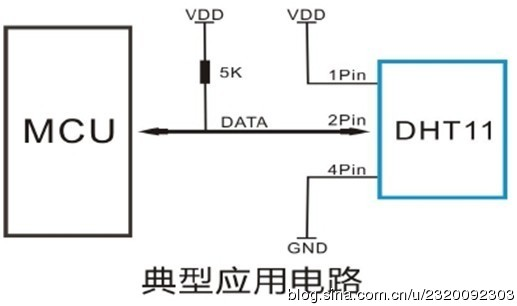 VDD
VDD
5K
1Pin
MCU
DATA
2Pin
DHT11
4Pin
GND
典型应用电路
blog.sina.com.cn/u/2320092303